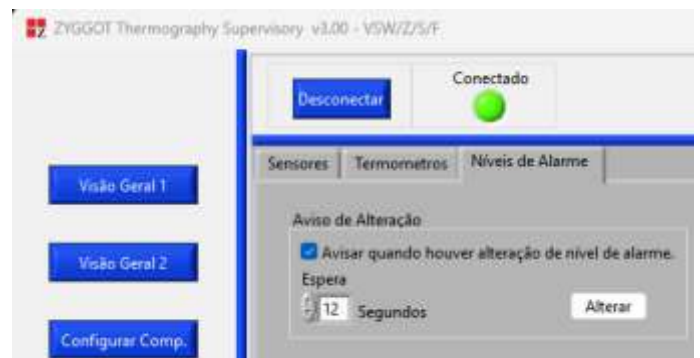 ZYGGOT Thermography Supervisory v3.00 - VSW/Z/S/F
Desconectar
Conectado
Sensores Termometros Níveis de Alarme
Visão Geral 1
Aviso de Alteração
Avisar quando houver alteração de nível de alarme.
Visão Geral 2
Espera
12 Segundos
Alterar
Configurar Comp.